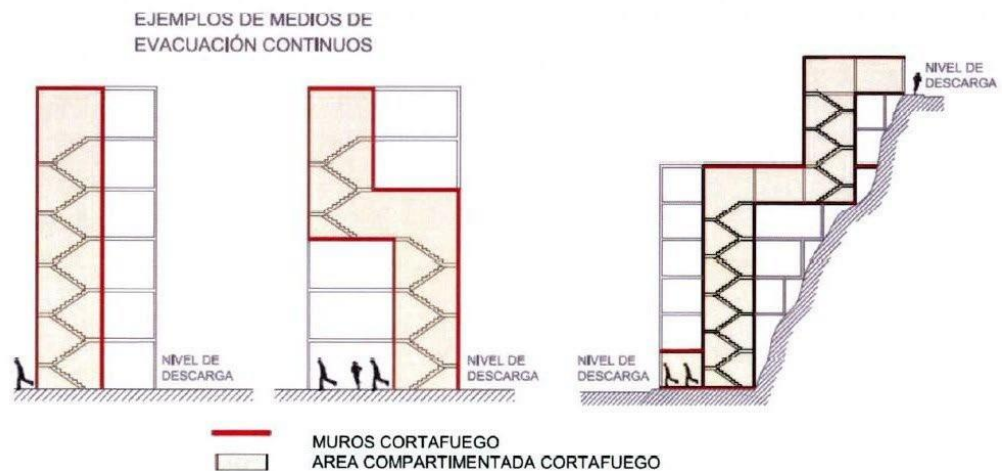 EJEMPLOS DE MEDIOS DE
EVACUACIÓN CONTINUOS
NIVEL DE
DESCARGA
NIVEL DE
DESCARGA
NIVEL DE
DESCARGA
NIVEL DE
DESCARGA
MUROS CORTAFUEGO
AREA COMPARTIMENTADA CORTAFUEGO